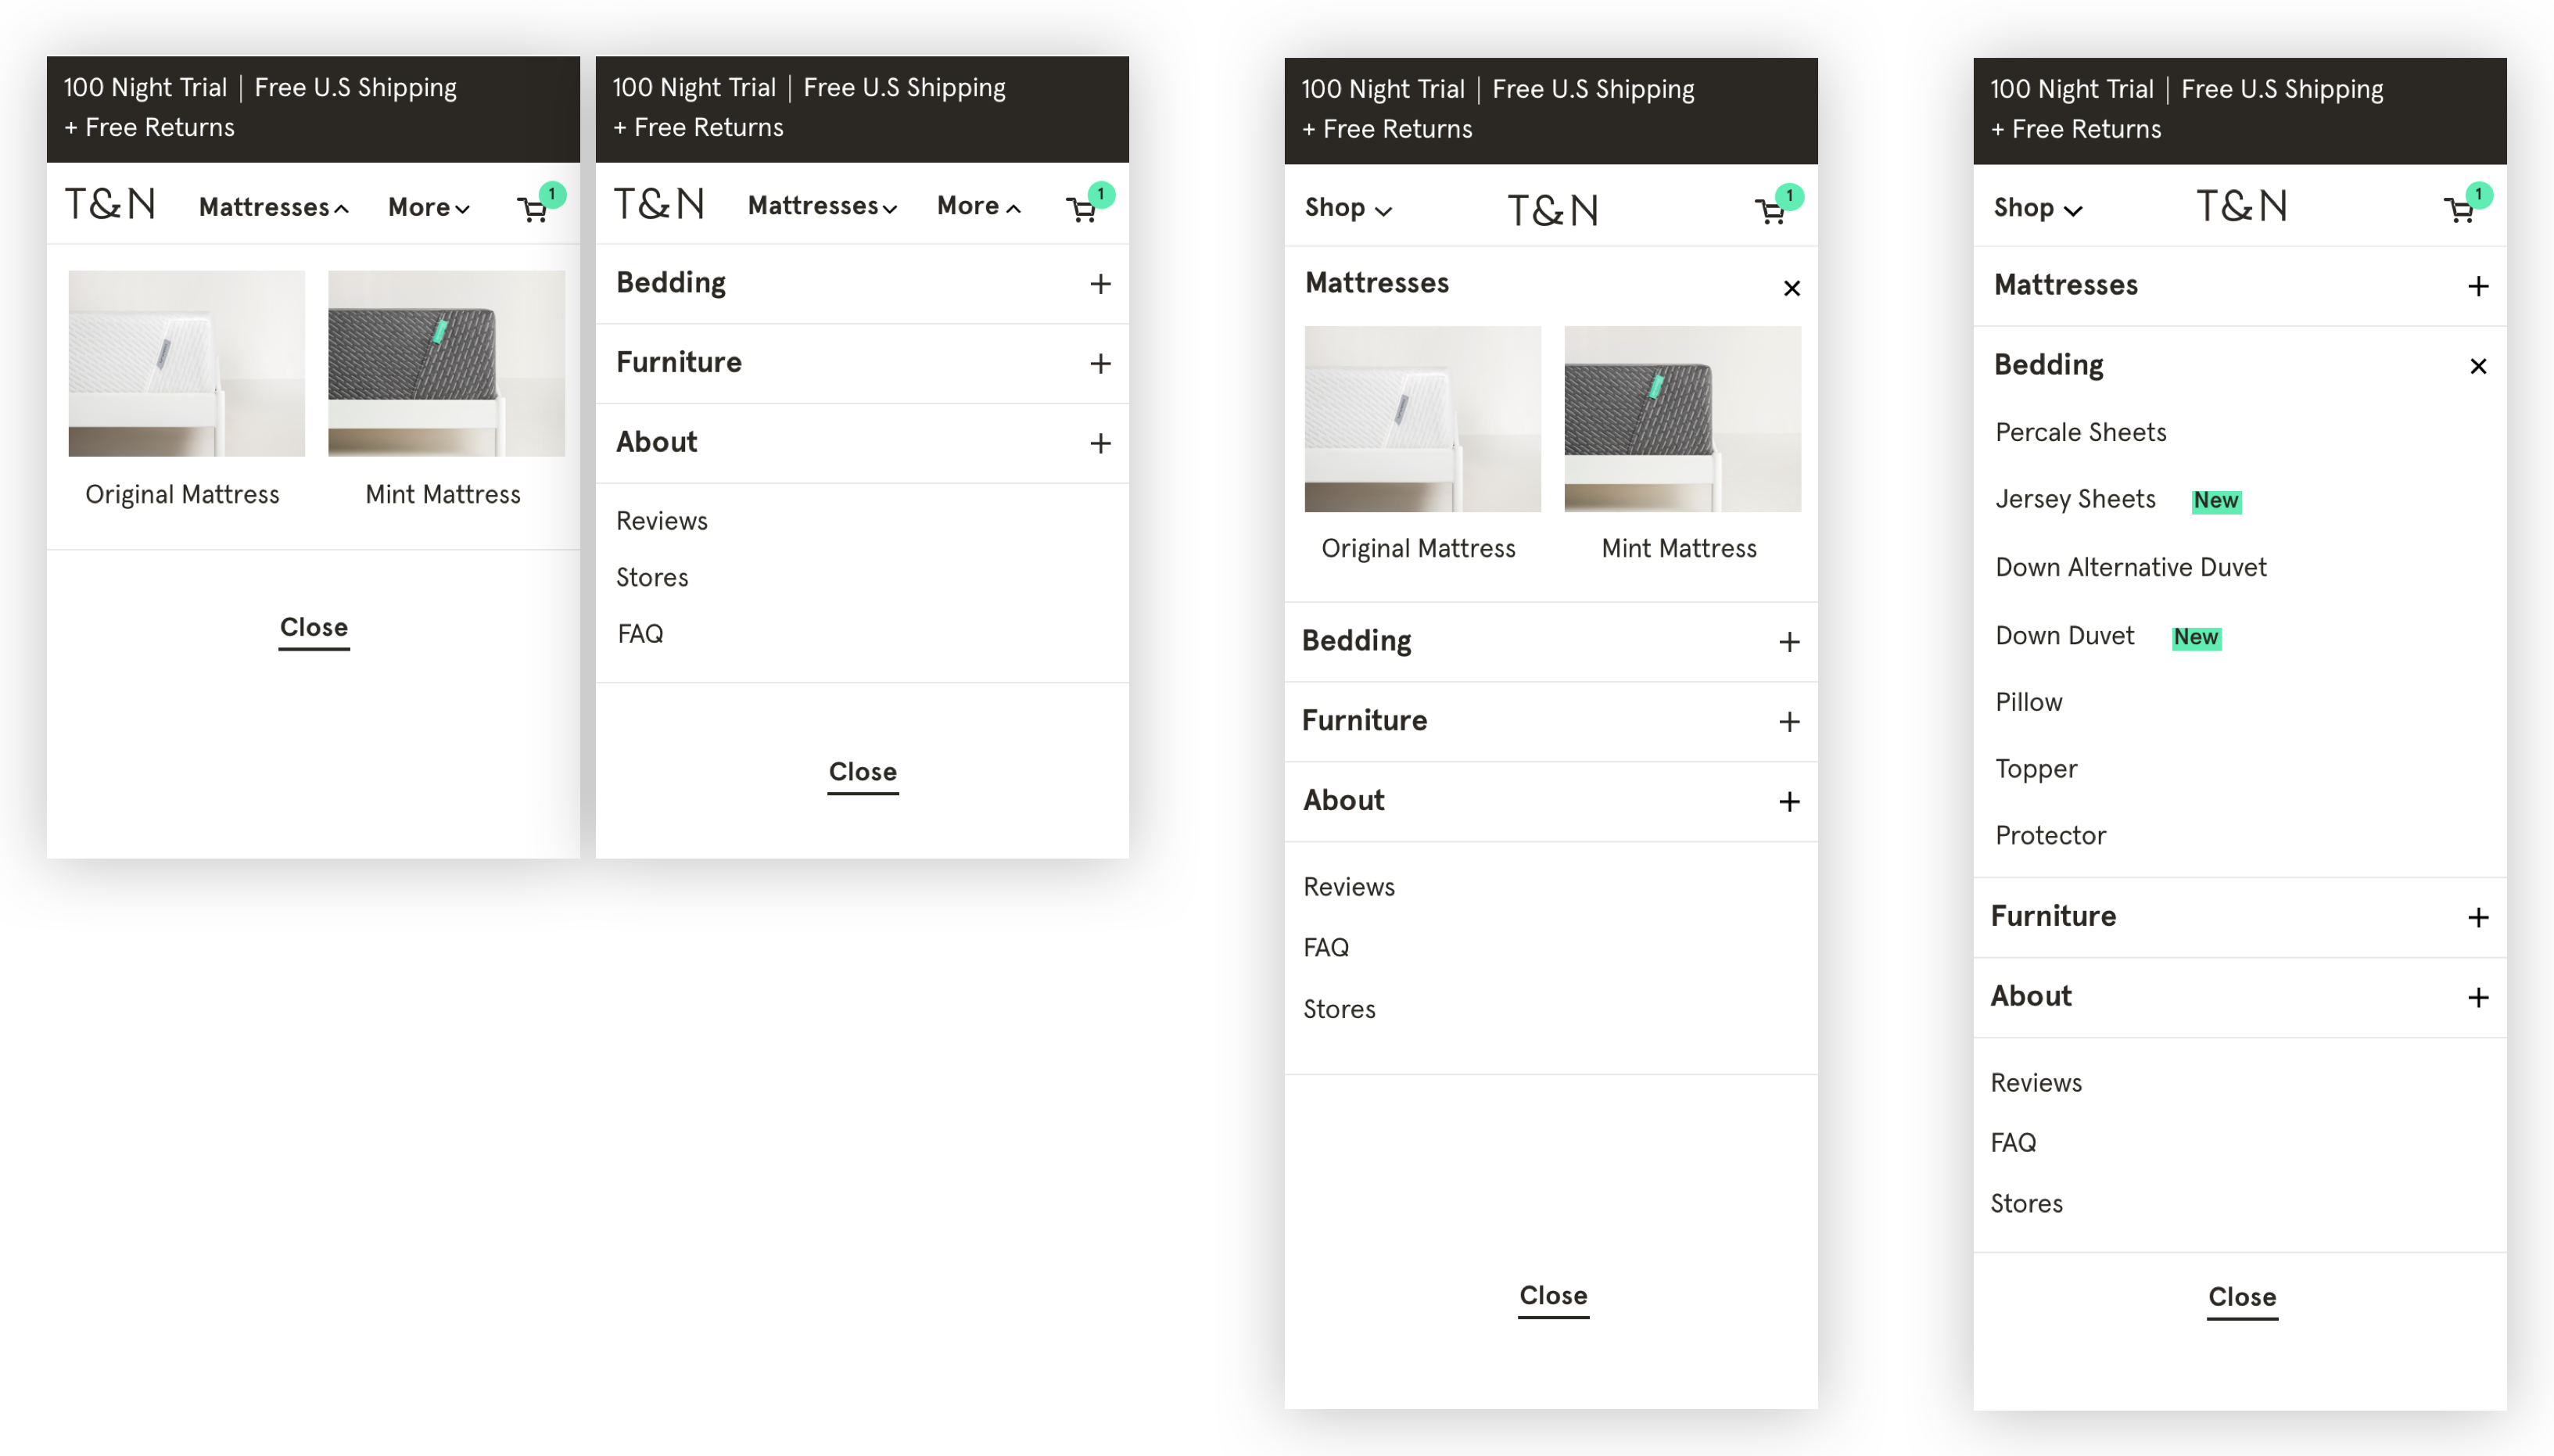 100 Night Trial | Free U.S Shipping
+ Free Returns
T&N Mattresses More 1
Original Mattress Mint Mattress
Close
100 Night Trial | Free U.S Shipping
+ Free Returns
T&N Mattresses More 1
Bedding
Furniture
About
Reviews
Stores
FAQ
Close
100 Night Trial | Free U.S Shipping
+ Free Returns
Shop T&N 1
Mattresses
Original Mattress Mint Mattress
Bedding
Furniture
About
Reviews
FAQ
Stores
Close
100 Night Trial | Free U.S Shipping
+ Free Returns
Shop T&N 1
Mattresses
Bedding
Percale Sheets
Jersey Sheets New
Down Alternative Duvet
Down Duvet New
Pillow
Topper
Protector
Furniture
About
Reviews
FAQ
Stores
Close